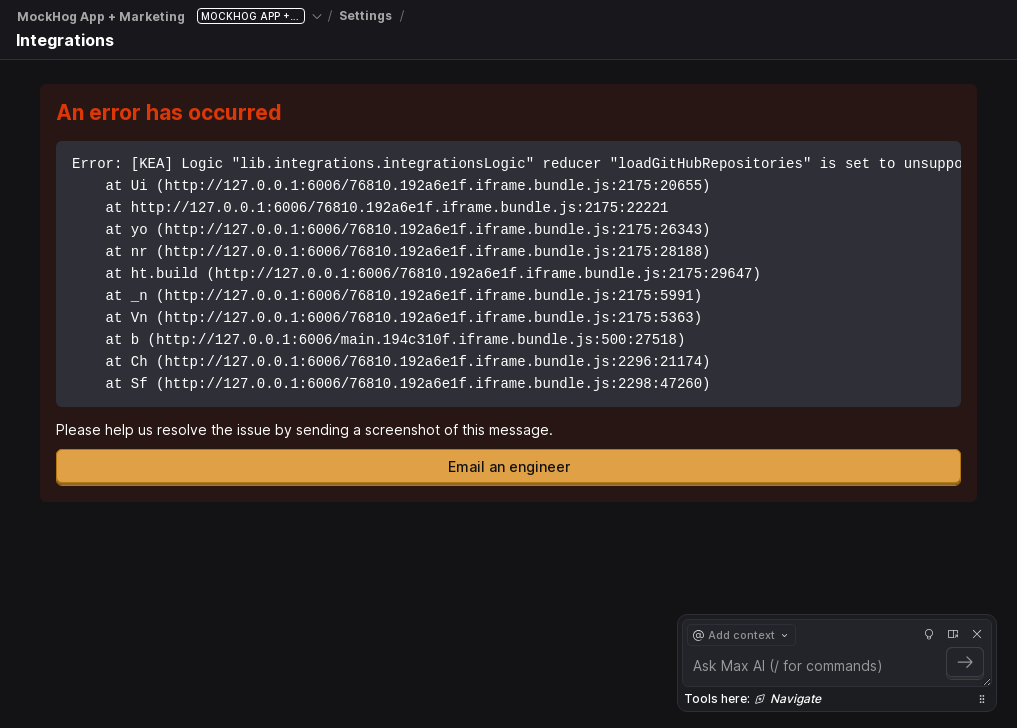 MockHog App + Marketing MOCKHOG APP +... / Settings /
Integrations
An error has occurred
Error: [KEA] Logic "lib.integrations.integrationsLogic" reducer "loadGitHubRepositories" is set to unsuppo
at Ui (http://127.0.0.1:6006/76810.192a6e1f.iframe.bundle.js:2175:20655)
at http://127.0.0.1:6006/76810.192a6e1f.iframe.bundle.js:2175:22221
at yo (http://127.0.0.1:6006/76810.192a6e1f.iframe.bundle.js:2175:26343)
at nr (http://127.0.0.1:6006/76810.192a6e1f.iframe.bundle.js:2175:28188)
at ht.build (http://127.0.0.1:6006/76810.192a6e1f.iframe.bundle.js:2175:29647)
at _n (http://127.0.0.1:6006/76810.192a6e1f.iframe.bundle.js:2175:5991)
at Vn (http://127.0.0.1:6006/76810.192a6e1f.iframe.bundle.js:2175:5363)
at b (http://127.0.0.1:6006/main.194c310f.iframe.bundle.js:500:27518)
at Ch (http://127.0.0.1:6006/76810.192a6e1f.iframe.bundle.js:2296:21174)
at Sf (http://127.0.0.1:6006/76810.192a6e1f.iframe.bundle.js:2298:47260)
Please help us resolve the issue by sending a screenshot of this message.
Email an engineer
@ Add context
Ask Max AI (/ for commands)
Tools here: Navigate